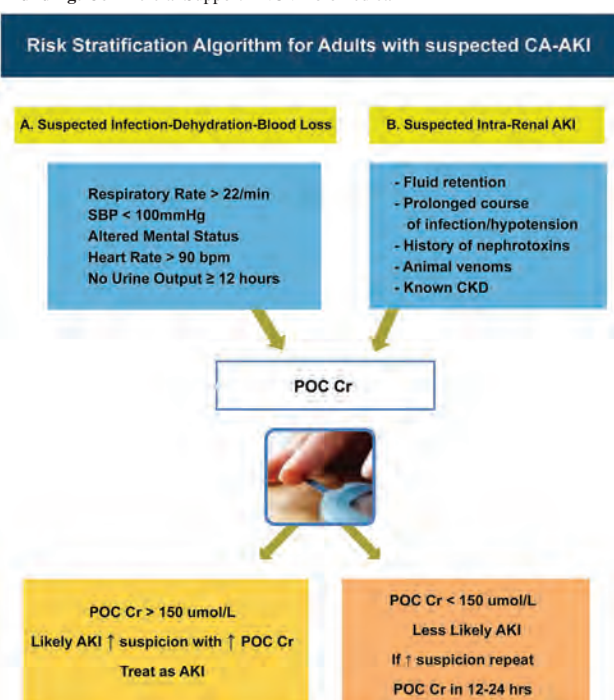 Risk Stratification Algorithm for Adults with suspected CA-AKI
A. Suspected Infection-Dehydration-Blood Loss
Respiratory Rate > 22/min
SBP < 100mmHg
Altered Mental Status
Heart Rate > 90 bpm
No Urine Output ≥ 12 hours
B. Suspected Intra-Renal AKI
- Fluid retention
- Prolonged course
of infection/hypotension
- History of nephrotoxins
- Animal venoms
- Known CKD
POC Cr
POC Cr > 150 umol/L
Likely AKI ↑ suspicion with ↑ POC Cr
Treat as AKI
POC Cr < 150 umol/L
Less Likely AKI
If ↑ suspicion repeat
POC Cr in 12-24 hrs